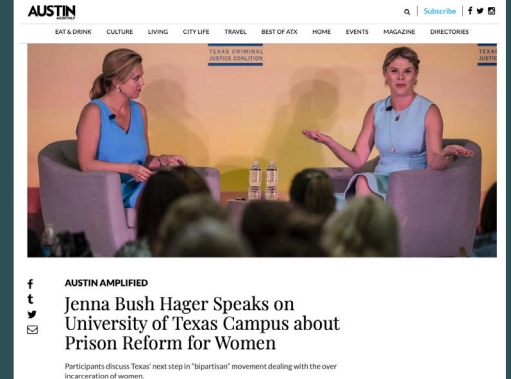 AUSTIN
MONTHLY
Subscribe
EAT & DRINK CULTURE LIVING CITY LIFE TRAVEL BEST OF ATX HOME EVENTS MAGAZINE DIRECTORIES
TEXAS CRIMINAL
JUSTICE COALITION
TEXAS
JUSTICE
AUSTIN AMPLIFIED
Jenna Bush Hager Speaks on
University of Texas Campus about
Prison Reform for Women
Participants discuss Texas' next step in "bipartisan" movement dealing with the over
incarceration of women.